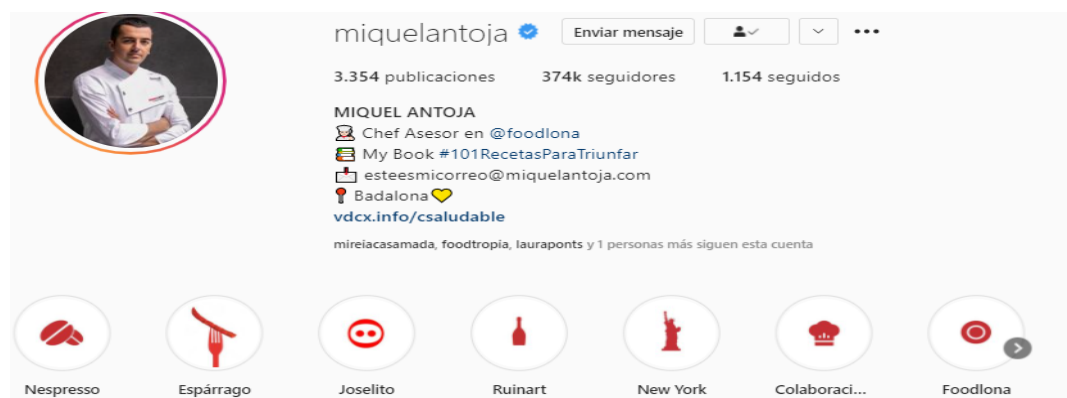 miquelantoja Enviar mensaje
3.354 publicaciones 374k seguidores 1.154 seguidos
MIQUEL ANTOJA
Chef Asesor en @foodlona
My Book #101RecetasParaTriunfar
esteesmicorreo@miquelantoja.com
Badalona
vdcx.info/csaludable
mireiacasamada, foodtropia, lauraponts y 1 personas más siguen esta cuenta
Nespresso Espárrago Joselito Ruinart New York Colaboraci... Foodlona